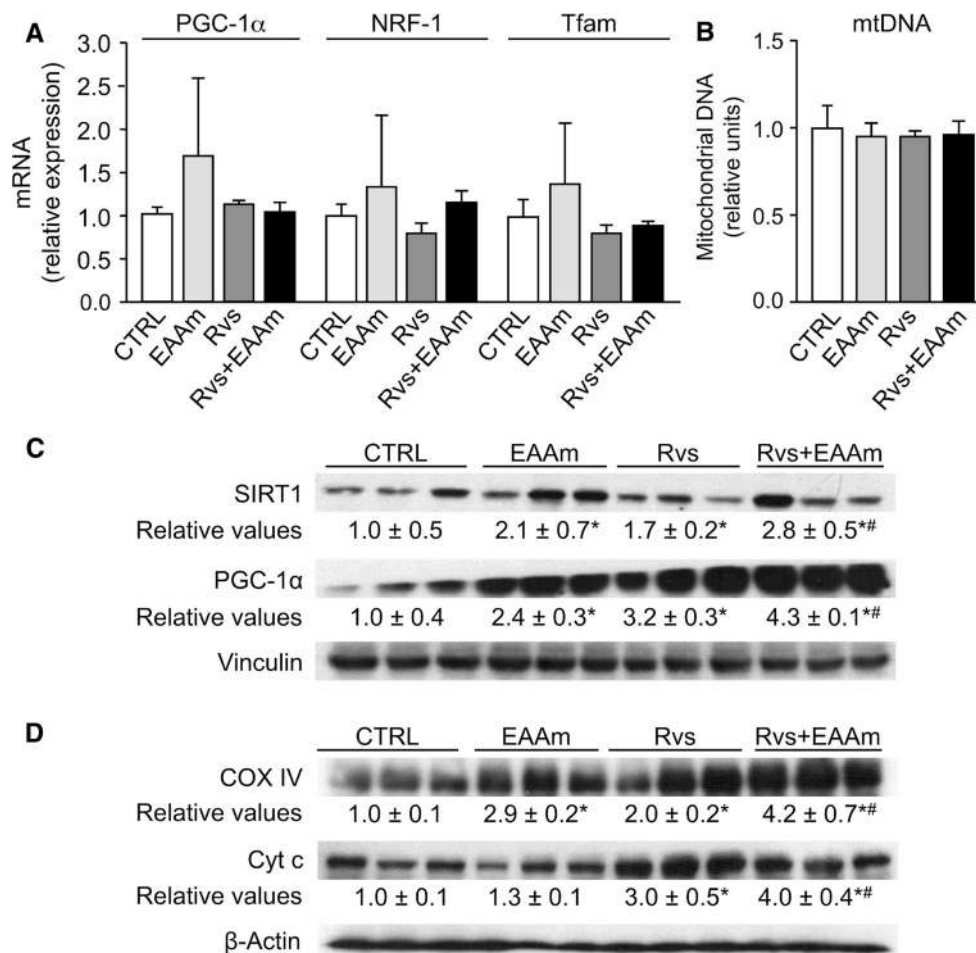 A
PGC-1α NRF-1 Tfam
mRNA
(relative expression)
3.0
2.5
2.0
1.5
1.0
0.5
0.0
CTRL EAAm Rvs Rvs+EAAm CTRL EAAm Rvs Rvs+EAAm CTRL EAAm Rvs Rvs+EAAm
B
mtDNA
Mitochondrial DNA
(relative units)
1.5
1.0
0.5
0.0
CTRL EAAm Rvs Rvs+EAAm
C
CTRL EAAm Rvs Rvs+EAAm
SIRT1
Relative values 1.0 ± 0.5 2.1 ± 0.7* 1.7 ± 0.2* 2.8 ± 0.5*#
PGC-1α
Relative values 1.0 ± 0.4 2.4 ± 0.3* 3.2 ± 0.3* 4.3 ± 0.1*#
Vinculin
D
CTRL EAAm Rvs Rvs+EAAm
COX IV
Relative values 1.0 ± 0.1 2.9 ± 0.2* 2.0 ± 0.2* 4.2 ± 0.7*#
Cyt c
Relative values 1.0 ± 0.1 1.3 ± 0.1 3.0 ± 0.5* 4.0 ± 0.4*#
β-Actin